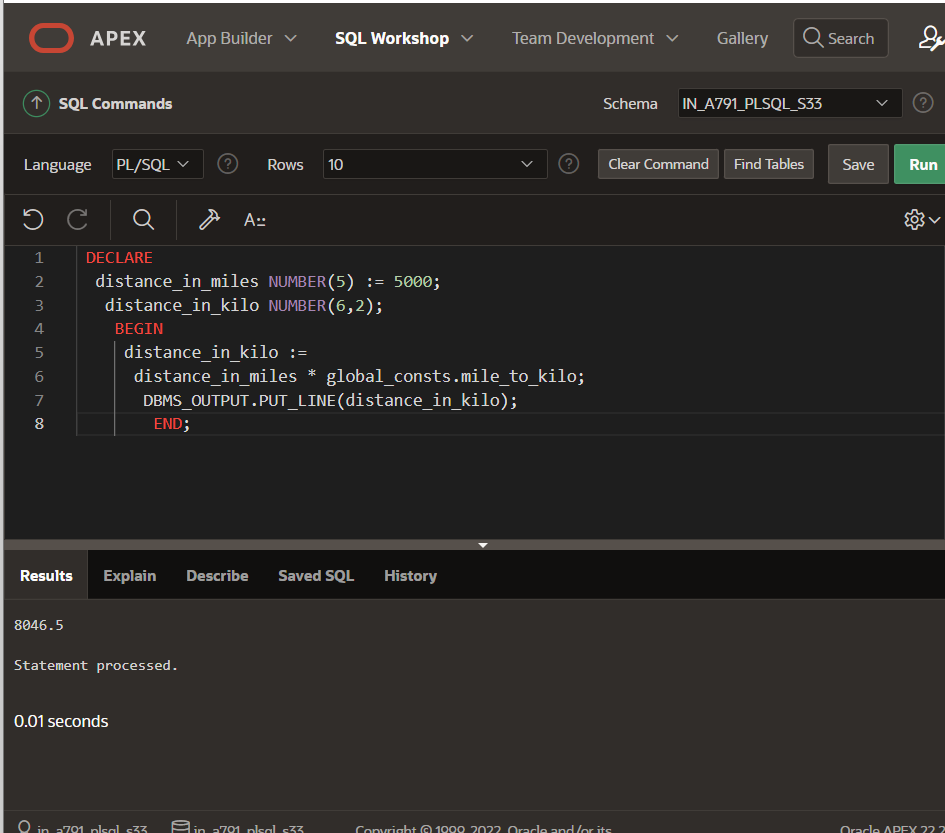 APEX App Builder SQL Workshop Team Development Gallery Search
SQL Commands Schema IN_A791_PLSQL_S33 ?
Language PL/SQL ? Rows 10 ? Clear Command Find Tables Save Run
A::
1 DECLARE
2 distance_in_miles NUMBER(5) := 5000;
3 distance_in_kilo NUMBER(6,2);
4 BEGIN
5 distance_in_kilo :=
6 distance_in_miles * global_consts.mile_to_kilo;
7 DBMS_OUTPUT.PUT_LINE(distance_in_kilo);
8 END;
Results Explain Describe Saved SQL History
8046.5
Statement processed.
0.01 seconds
in_a791_plsql_s33 in_a791_plsql_s33 Copyright © 1999, 2022, Oracle and/or its Oracle APEX 22.2